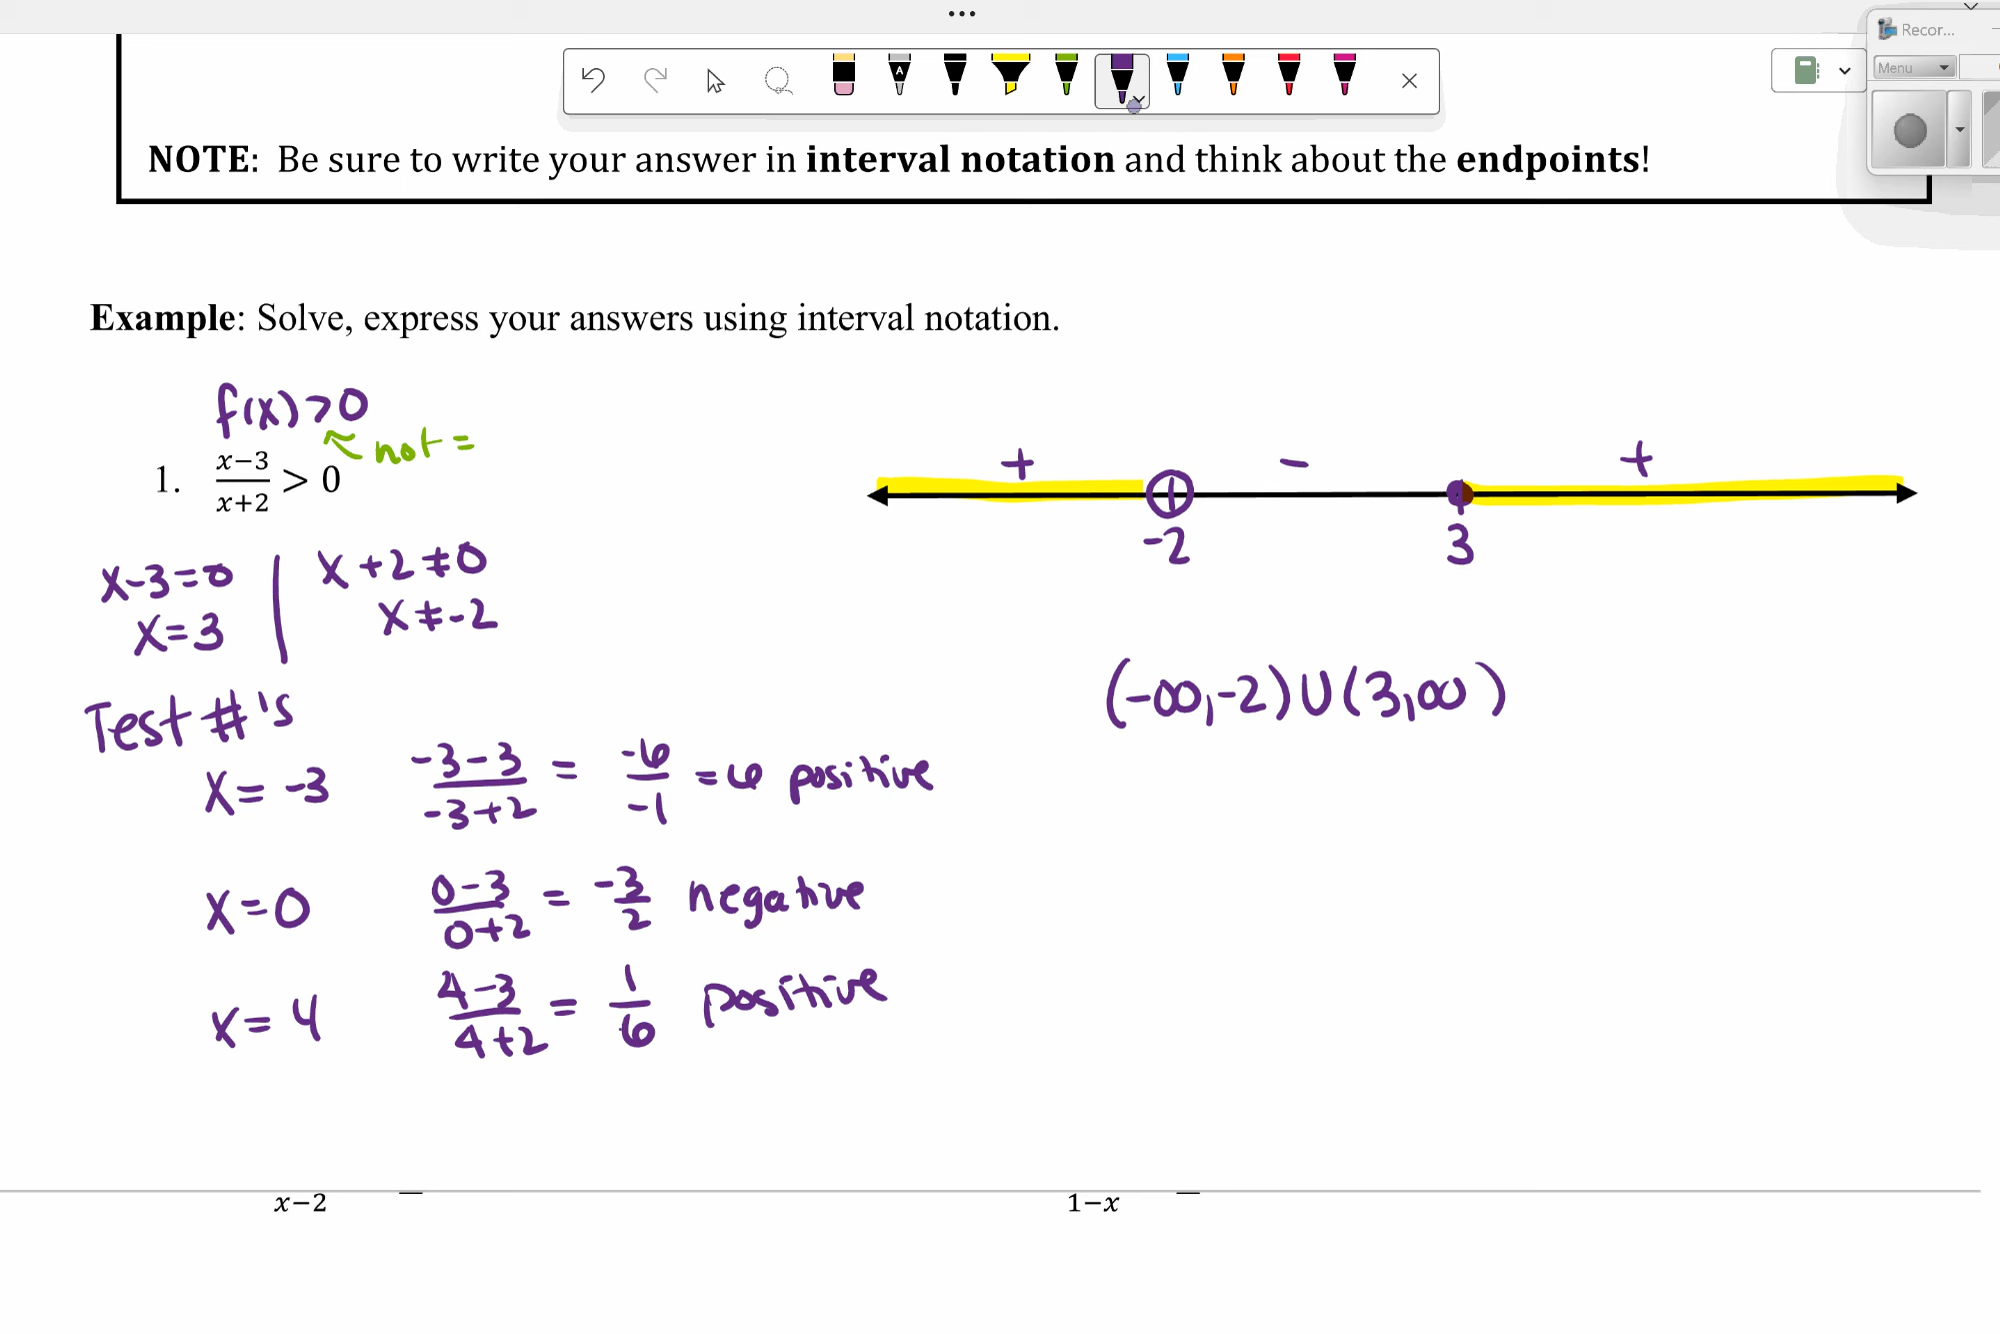 Recor...
Menu
A
NOTE: Be sure to write your answer in interval notation and think about the endpoints!
Example: Solve, express your answers using interval notation.
f(x) > 0
not =
1. x−3 / x+2 > 0
+ - +
-2 3
x-3=0 | x+2≠0
x=3 | x≠-2
(-∞,-2)∪(3,∞)
Test #'s
x=-3 -3-3 / -3+2 = -6 / -1 = 6 positive
x=0 0-3 / 0+2 = -3 / 2 negative
x=4 4-3 / 4+2 = 1 / 6 positive
x−2 1−x